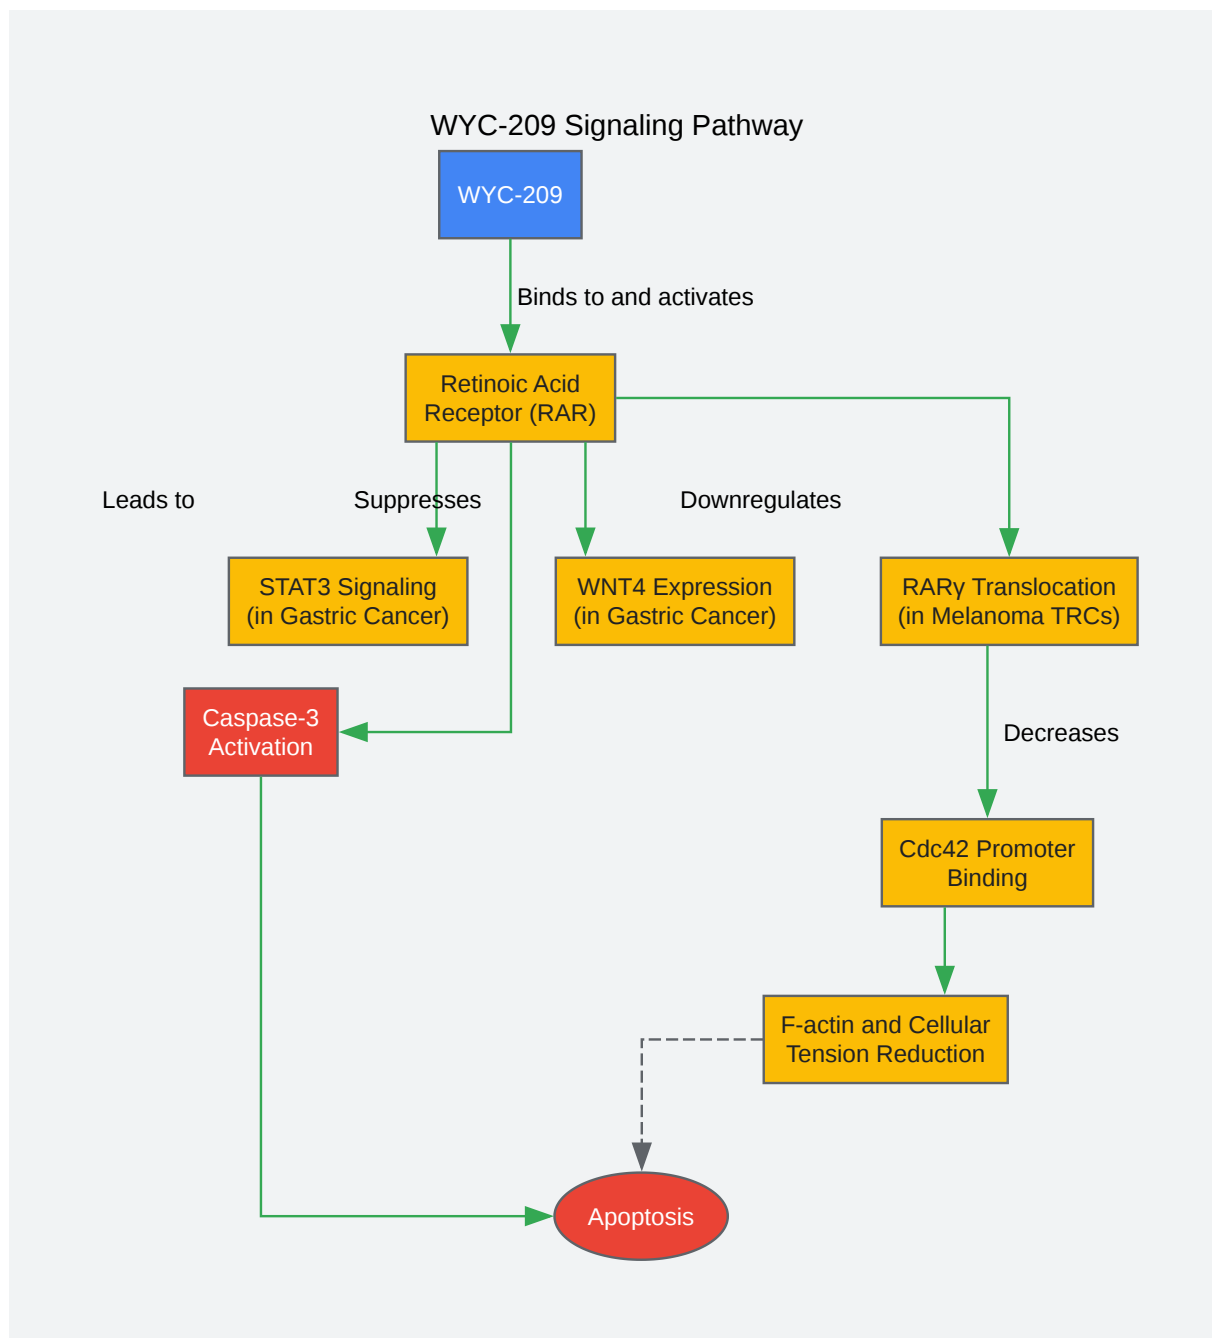 WYC-209 Signaling Pathway
WYC-209
Binds to and activates
Retinoic Acid
Receptor (RAR)
Leads to
Suppresses
Downregulates
STAT3 Signaling
(in Gastric Cancer)
WNT4 Expression
(in Gastric Cancer)
RARγ Translocation
(in Melanoma TRCs)
Caspase-3
Activation
Decreases
Cdc42 Promoter
Binding
F-actin and Cellular
Tension Reduction
Apoptosis